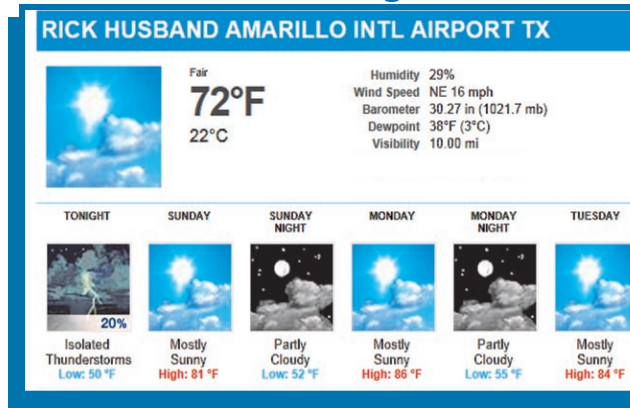 RICK HUSBAND AMARILLO INTL AIRPORT TX
Fair
72°F
22°C
Humidity 29%
Wind Speed NE 16 mph
Barometer 30.27 in (1021.7 mb)
Dewpoint 38°F (3°C)
Visibility 10.00 mi
TONIGHT
20%
Isolated
Thunderstorms
Low: 50 °F
SUNDAY
Mostly
Sunny
High: 81 °F
SUNDAY
NIGHT
Partly
Cloudy
Low: 52 °F
MONDAY
Mostly
Sunny
High: 86 °F
MONDAY
NIGHT
Partly
Cloudy
Low: 55 °F
TUESDAY
Mostly
Sunny
High: 84 °F